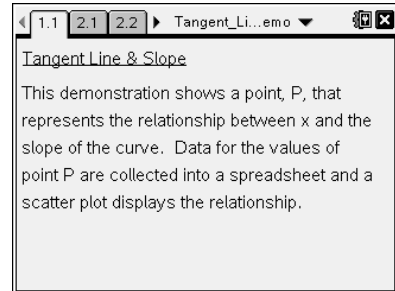 1.1 2.1 2.2 Tangent_Li...emo
Tangent Line & Slope
This demonstration shows a point, P, that
represents the relationship between x and the
slope of the curve.  Data for the values of
point P are collected into a spreadsheet and a
scatter plot displays the relationship.